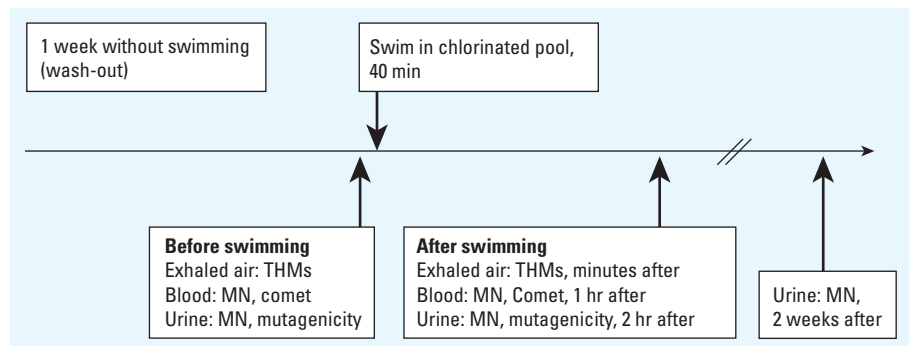 1 week without swimming
(wash-out)
Swim in chlorinated pool,
40 min
Before swimming
Exhaled air: THMs
Blood: MN, comet
Urine: MN, mutagenicity
After swimming
Exhaled air: THMs, minutes after
Blood: MN, Comet, 1 hr after
Urine: MN, mutagenicity, 2 hr after
Urine: MN,
2 weeks after